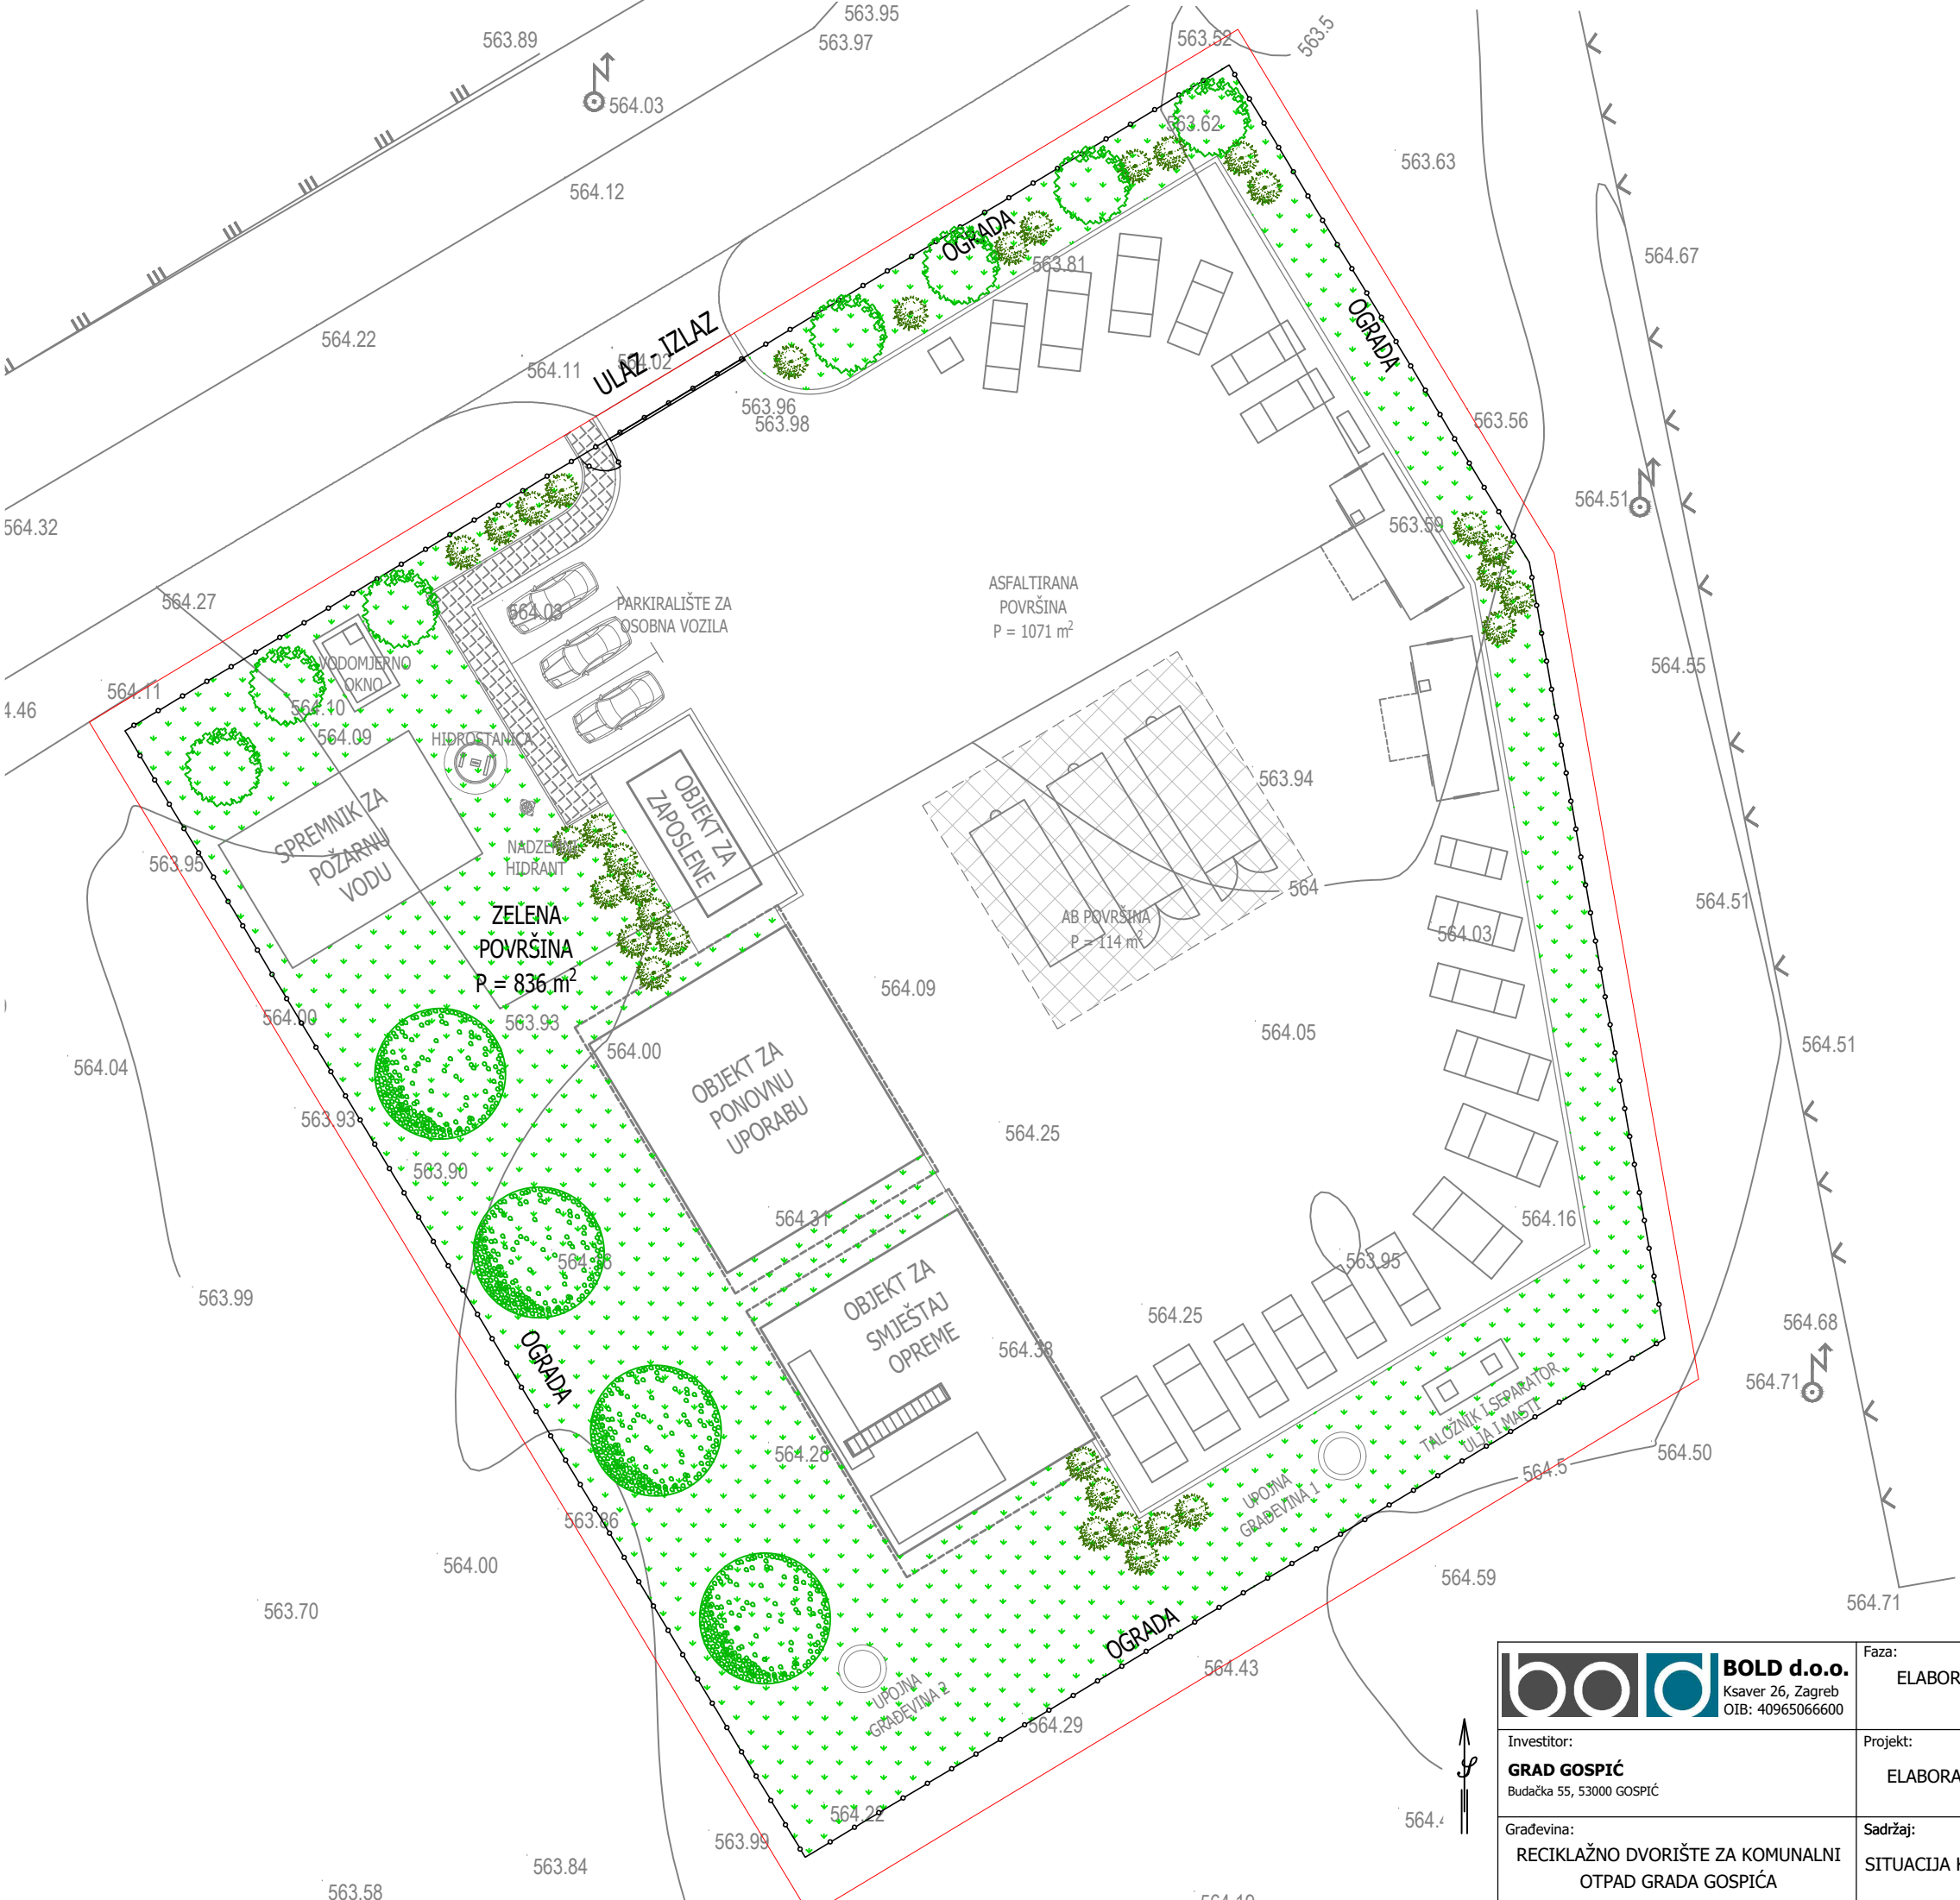 563.95
563.89
563.97
563.52
563.5
564.03
563.62
563.63
564.12
OGRADA
564.67
563.81
564.22
ULAZ - IZLAZ
OGRADA
564.11
564.02
563.96
563.98
563.56
564.51
564.32
563.59
564.27
564.03
PARKIRALIŠTE ZA
OSOBNA VOZILA
ASFALTIRANA
POVRŠINA
P = 1071 m²
VODOMJERNO
OKNO
564.55
564.11
564.10
564.09
HIDROSTANICA
563.94
SPREMNIK ZA
POŽARNU
VODU
OBJEKT ZA
ZAPOSLENE
563.95
NADZEMNI
HIDRANT
564
564.51
ZELENA
POVRŠINA
P = 836 m²
AB POVRŠINA
P = 114 m²
564.03
564.09
564.00
563.93
564.05
564.00
564.51
564.04
OBJEKT ZA
PONOVNU
UPORABU
563.93
564.25
563.90
564.31
564.16
563.95
563.99
OBJEKT ZA
SMJEŠTAJ
OPREME
564.25
564.68
564.38
OGRADA
564.71
TALOŽNIK I SEPARATOR
ULJA I MASTI
564.28
564.5
564.50
UPOJNA
GRAĐEVINA 1
563.86
564.00
564.59
563.70
564.71
OGRADA
564.43
UPOJNA
GRAĐEVINA 2
564.29
564.22
563.99
563.84
563.58
bold
BOLD d.o.o.
Ksaver 26, Zagreb
OIB: 40965066600
Faza:
Investitor:
GRAD GOSPIĆ
Budačka 55, 53000 GOSPIĆ
Projekt:
Građevina:
RECIKLAŽNO DVORIŠTE ZA KOMUNALNI
OTPAD GRADA GOSPIĆA
Sadržaj:
SITUACIJA